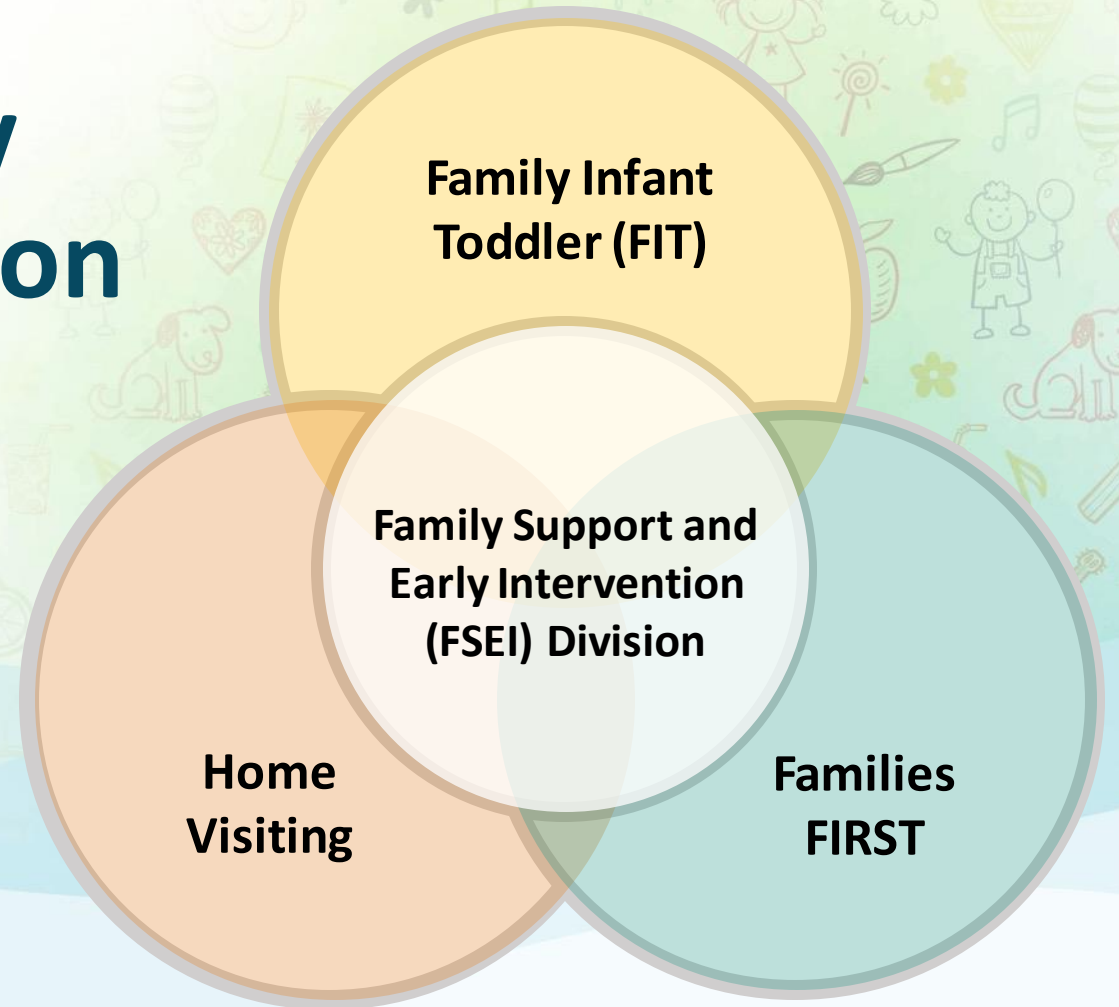 Family Infant
Toddler (FIT)
Family Support and
Early Intervention
(FSEI) Division
Home
Visiting
Families
FIRST